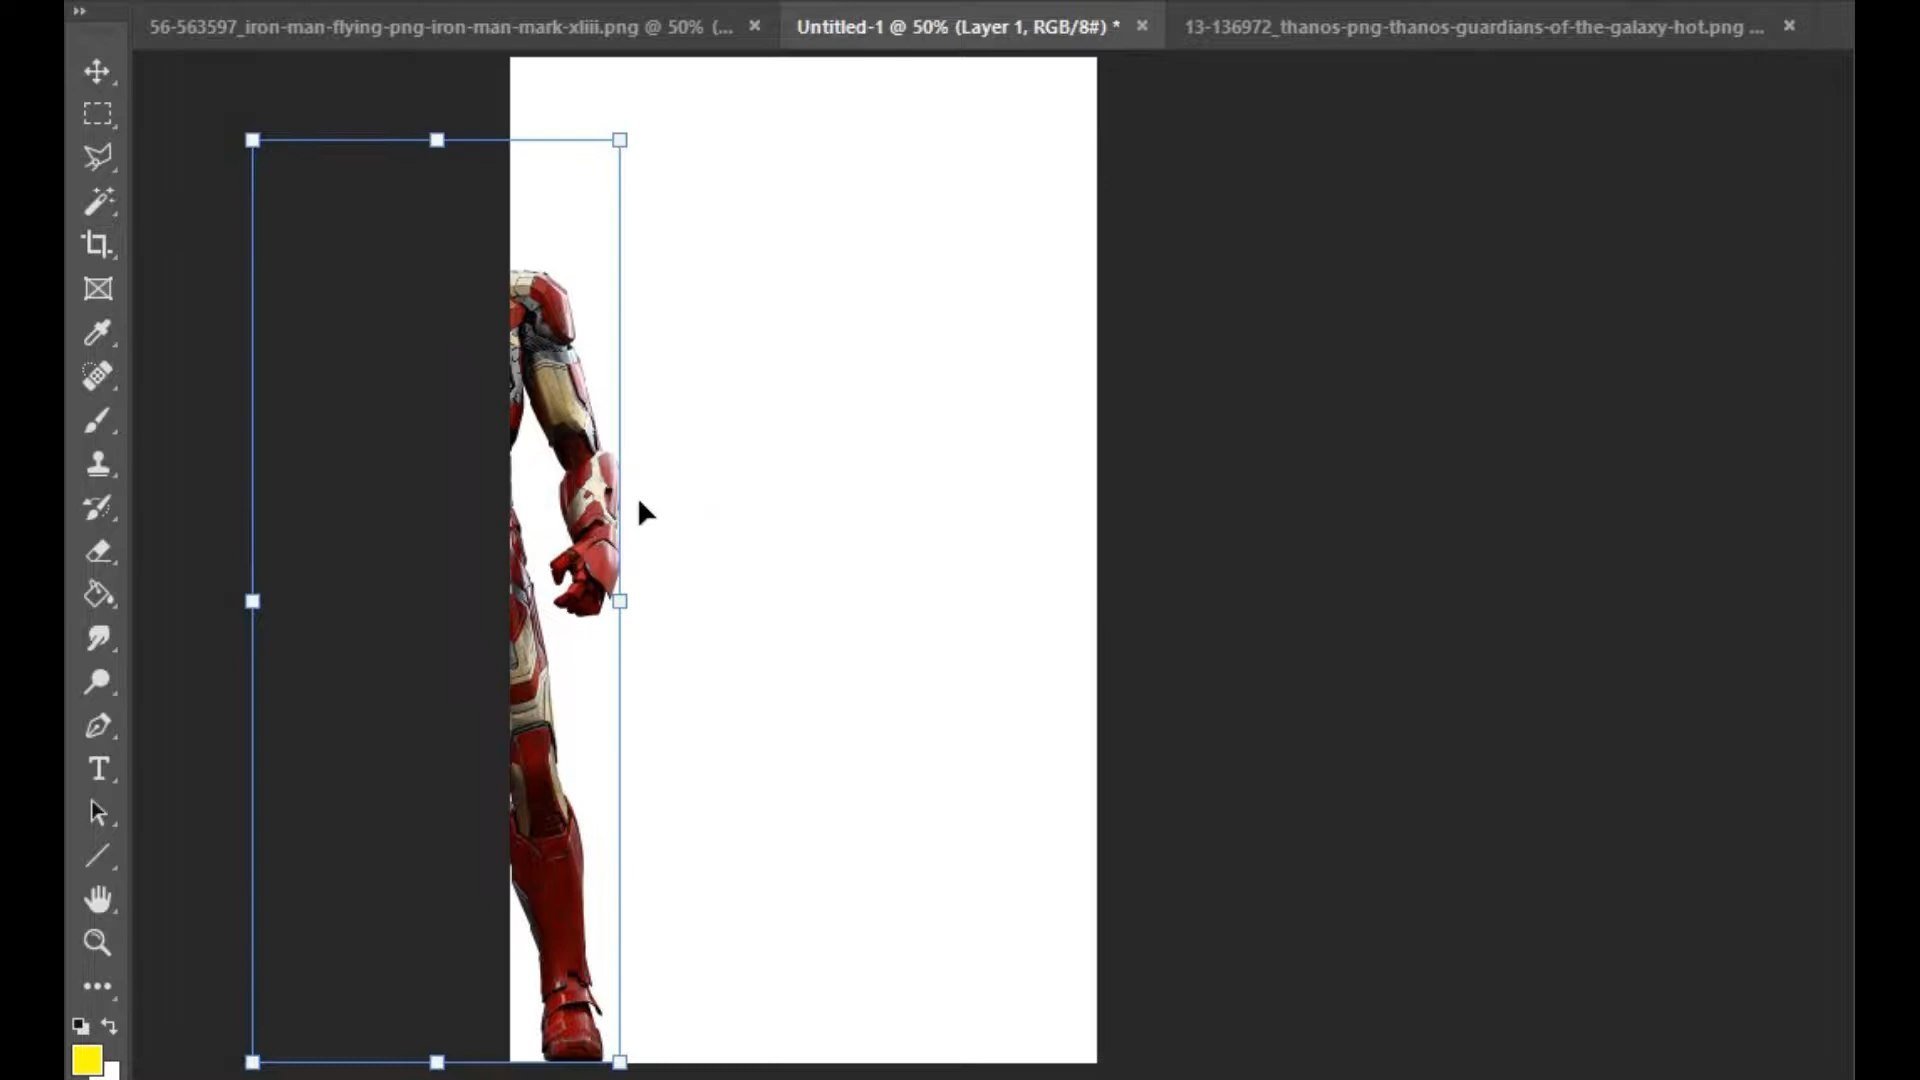 56-563597_iron-man-flying-png-iron-man-mark-xliii.png @ 50% (...
Untitled-1 @ 50% (Layer 1, RGB/8#) *
13-136972_thanos-png-thanos-guardians-of-the-galaxy-hot.png ...